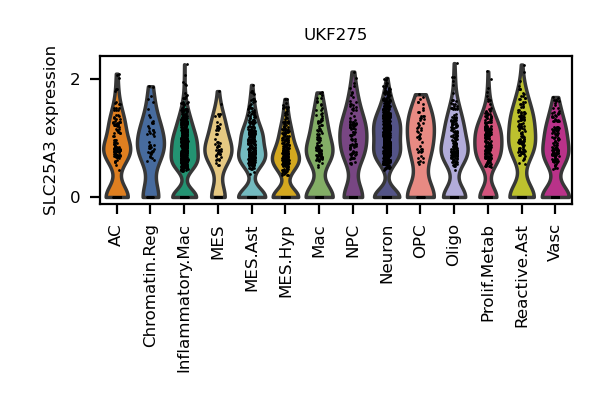 UKF275
SLC25A3 expression
2
0
AC
Chromatin.Reg
Inflammatory.Mac
MES
MES.Ast
MES.Hyp
Mac
NPC
Neuron
OPC
Oligo
Prolif.Metab
Reactive.Ast
Vasc